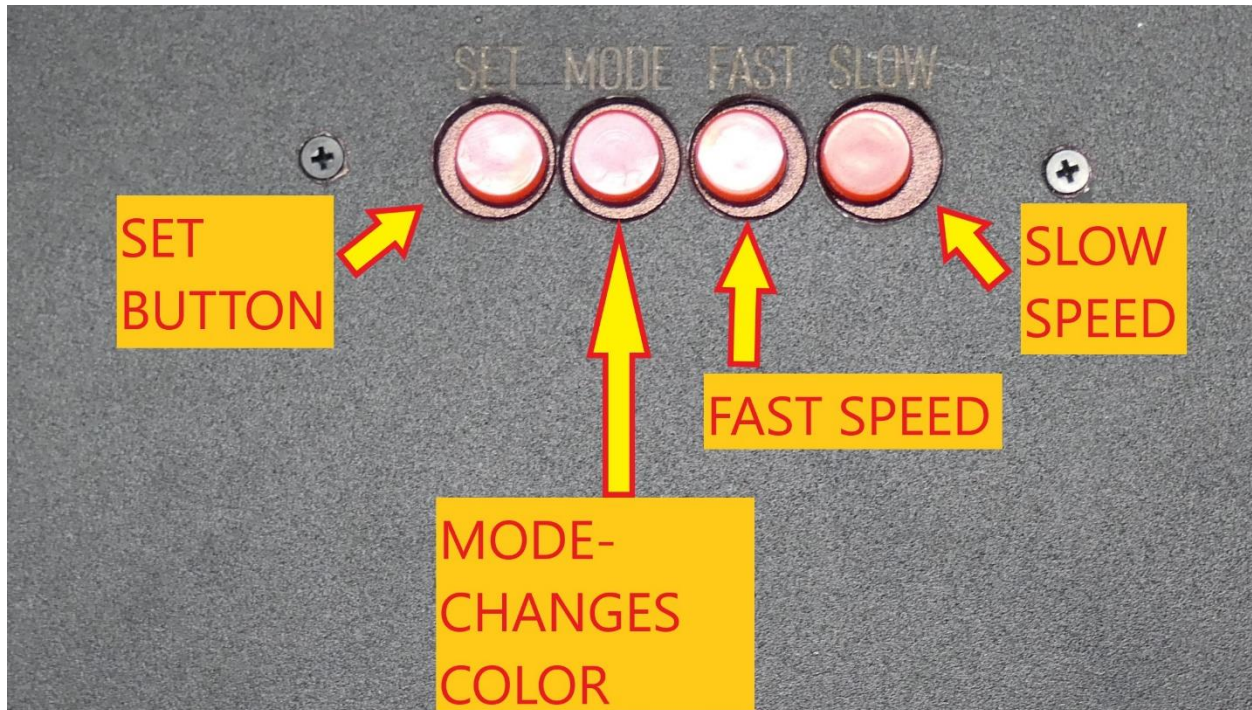 SET MODE FAST SLOW
SET
BUTTON
SLOW
SPEED
FAST SPEED
MODE-
CHANGES
COLOR